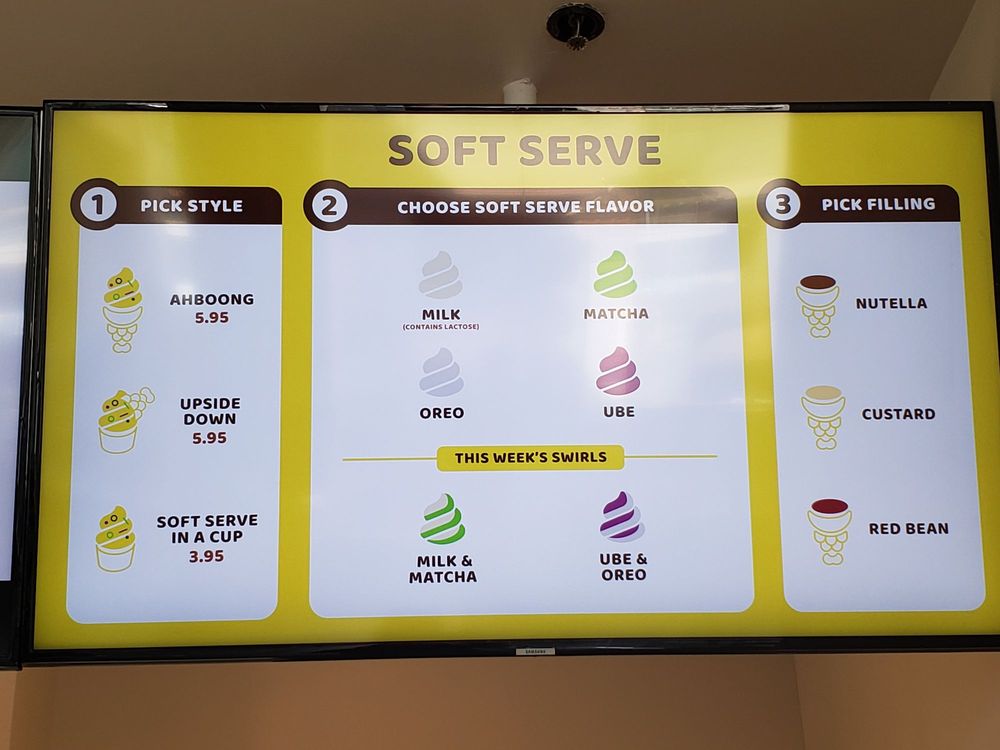 SOFT SERVE
1 PICK STYLE
AHBOONG
5.95
UPSIDE
DOWN
5.95
SOFT SERVE
IN A CUP
3.95
2 CHOOSE SOFT SERVE FLAVOR
MILK
(CONTAINS LACTOSE)
MATCHA
OREO
UBE
THIS WEEK'S SWIRLS
MILK &
MATCHA
UBE &
OREO
3 PICK FILLING
NUTELLA
CUSTARD
RED BEAN
SAMSUNG